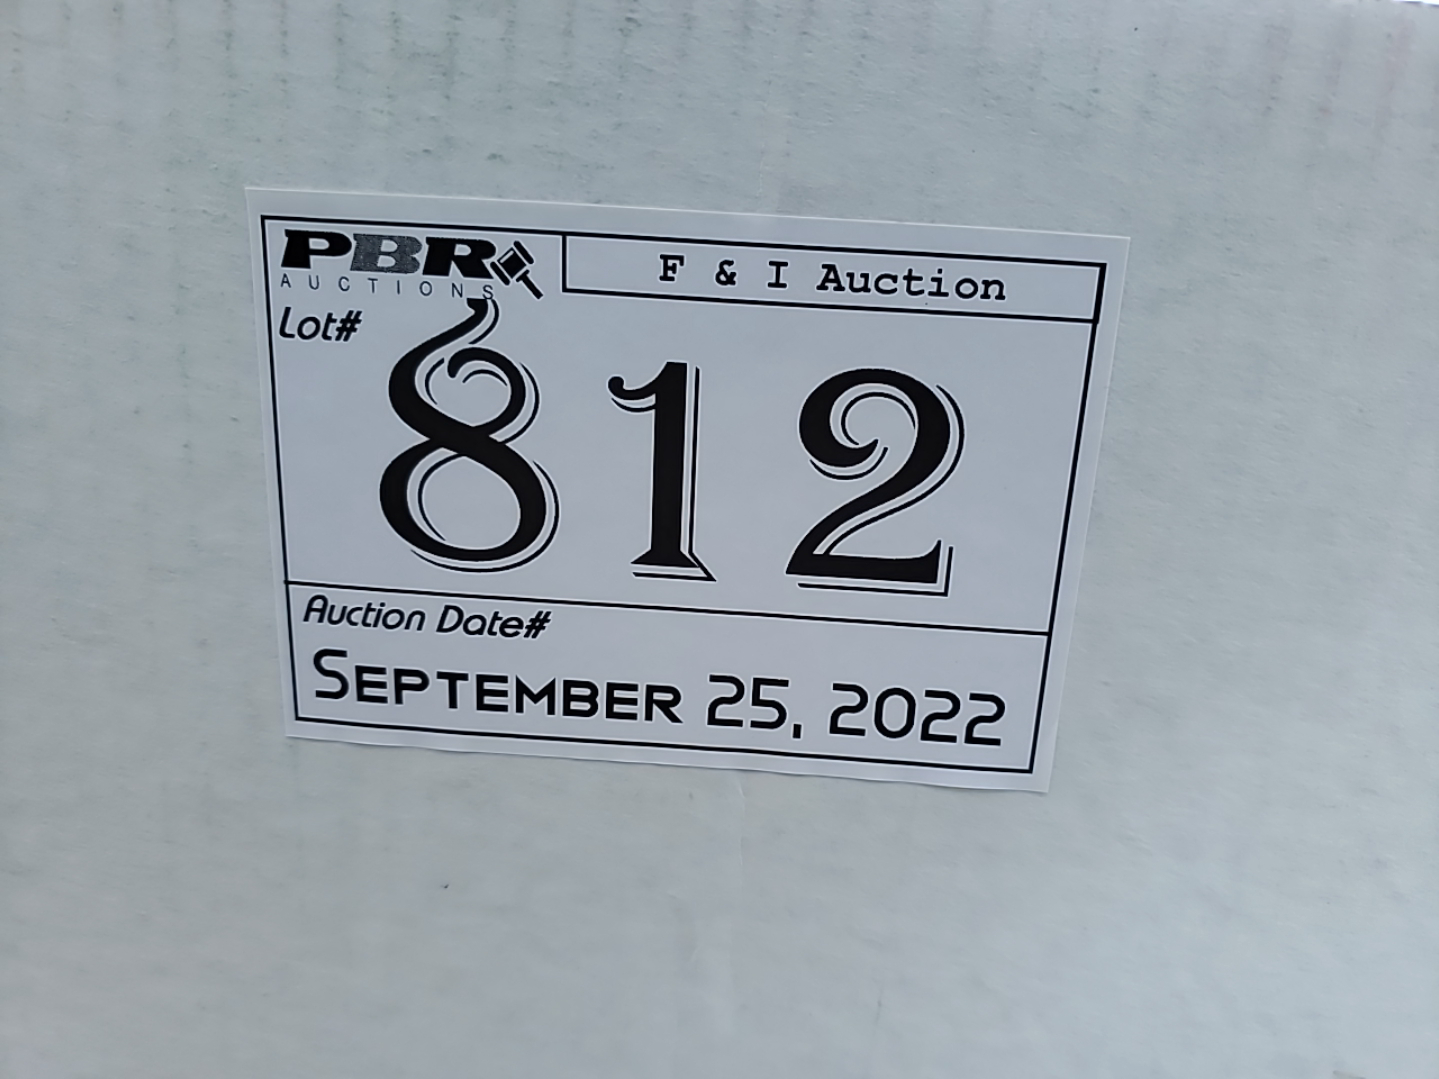 PBR
AUCTIONS
F & I Auction
Lot#
812
Auction Date#
SEPTEMBER 25, 2022